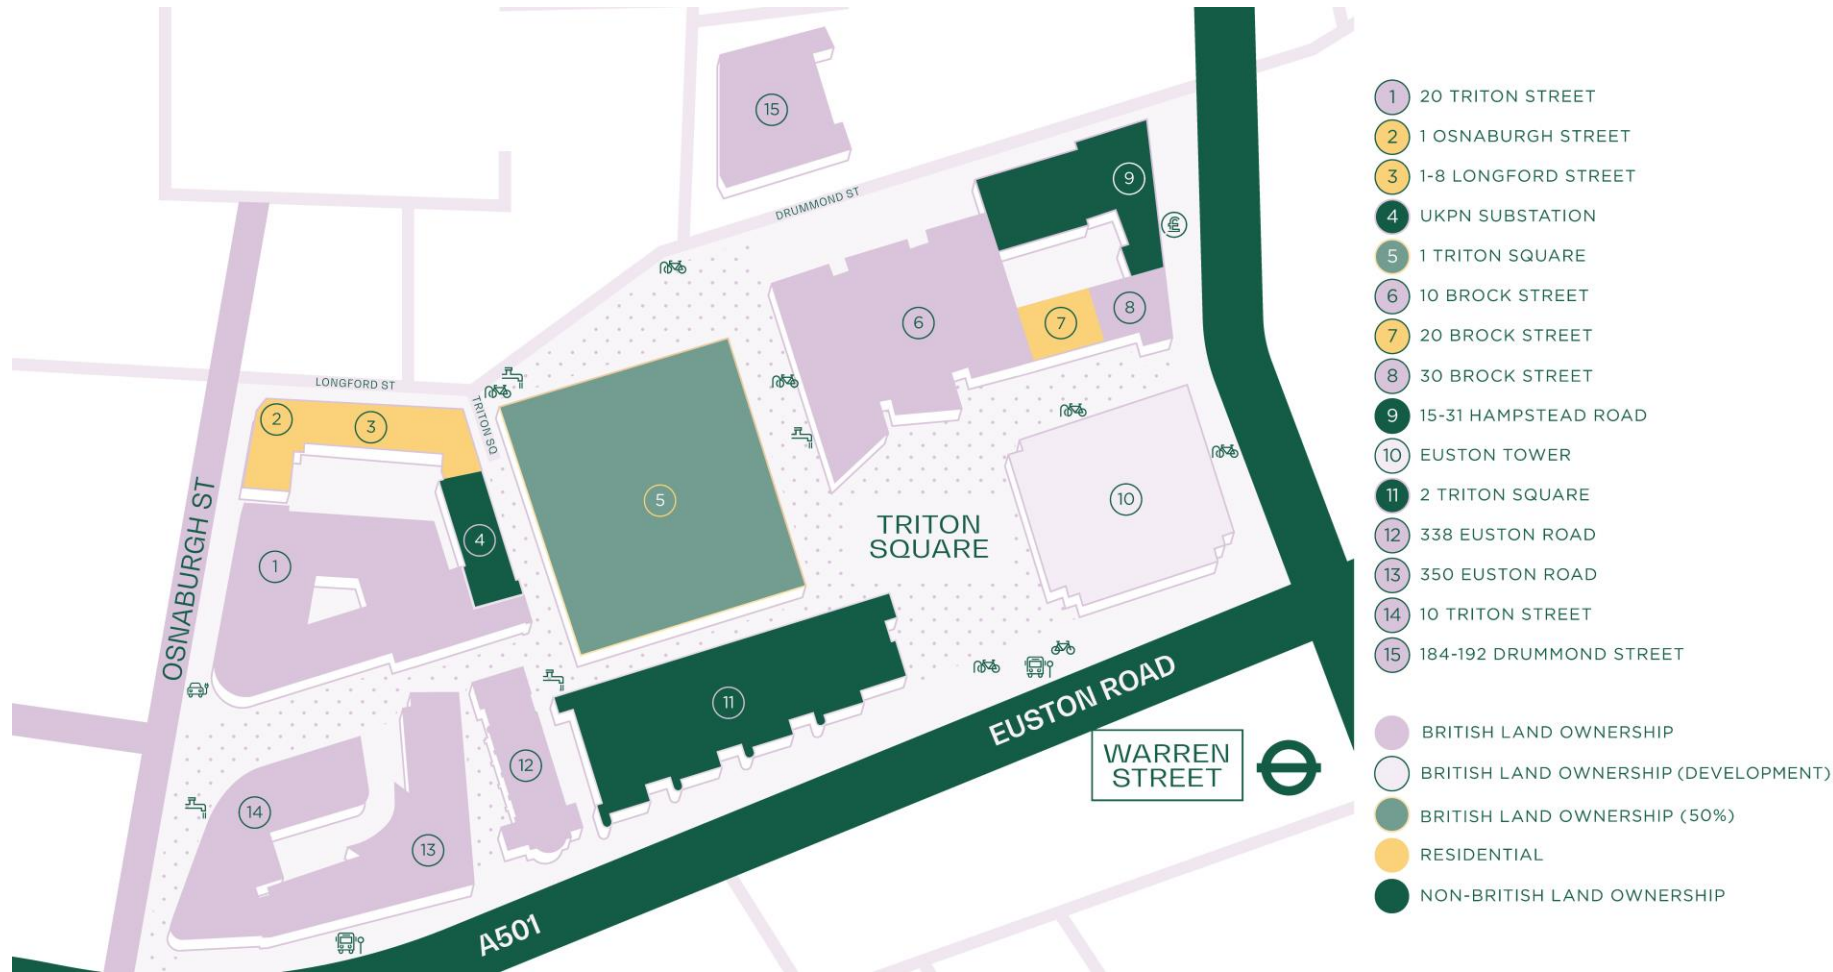 15
DRUMMOND ST
9
£
6
7
8
LONGFORD ST
TRITON SQ
2
3
5
10
TRITON
SQUARE
OSNABURGH ST
4
1
11
12
14
13
EUSTON ROAD
A501
WARREN
STREET
1 20 TRITON STREET
2 1 OSNABURGH STREET
3 1-8 LONGFORD STREET
4 UKPN SUBSTATION
5 1 TRITON SQUARE
6 10 BROCK STREET
7 20 BROCK STREET
8 30 BROCK STREET
9 15-31 HAMPSTEAD ROAD
10 EUSTON TOWER
11 2 TRITON SQUARE
12 338 EUSTON ROAD
13 350 EUSTON ROAD
14 10 TRITON STREET
15 184-192 DRUMMOND STREET
BRITISH LAND OWNERSHIP
BRITISH LAND OWNERSHIP (DEVELOPMENT)
BRITISH LAND OWNERSHIP (50%)
RESIDENTIAL
NON-BRITISH LAND OWNERSHIP